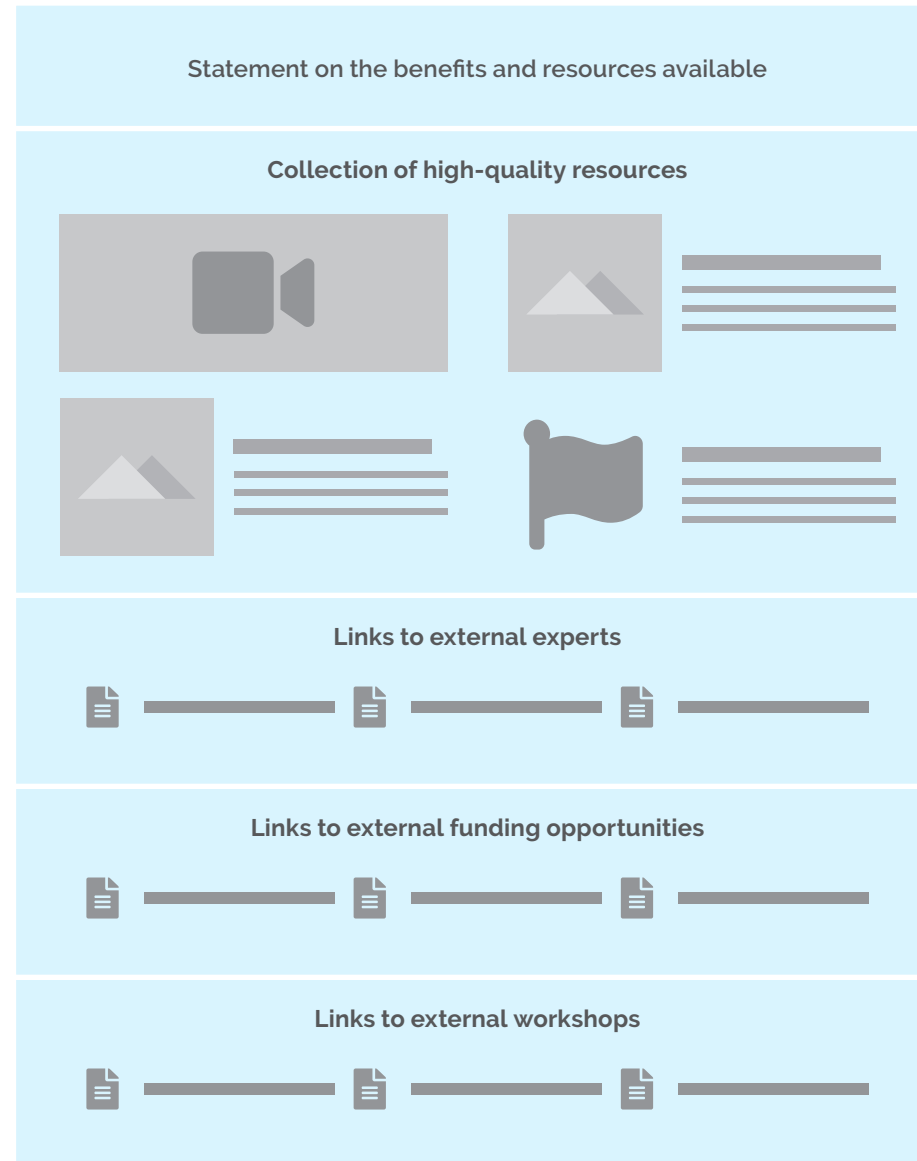 Statement on the benefits and resources available
Collection of high-quality resources
Links to external experts
Links to external funding opportunities
Links to external workshops